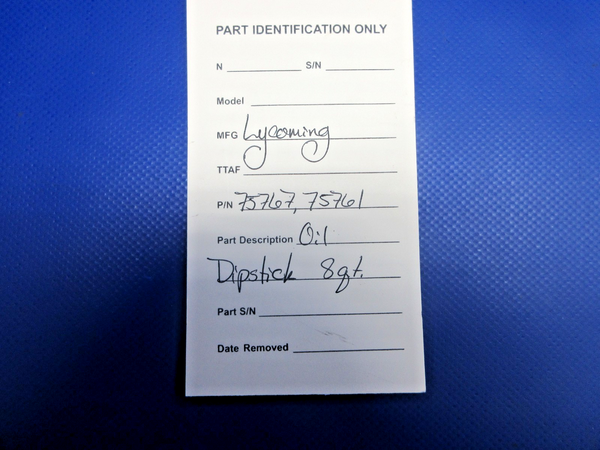 PART IDENTIFICATION ONLY
N S/N
Model
MFG Lycoming
TTAF
P/N 75767, 75761
Part Description Oil
Dipstick 8qt.
Part S/N
Date Removed